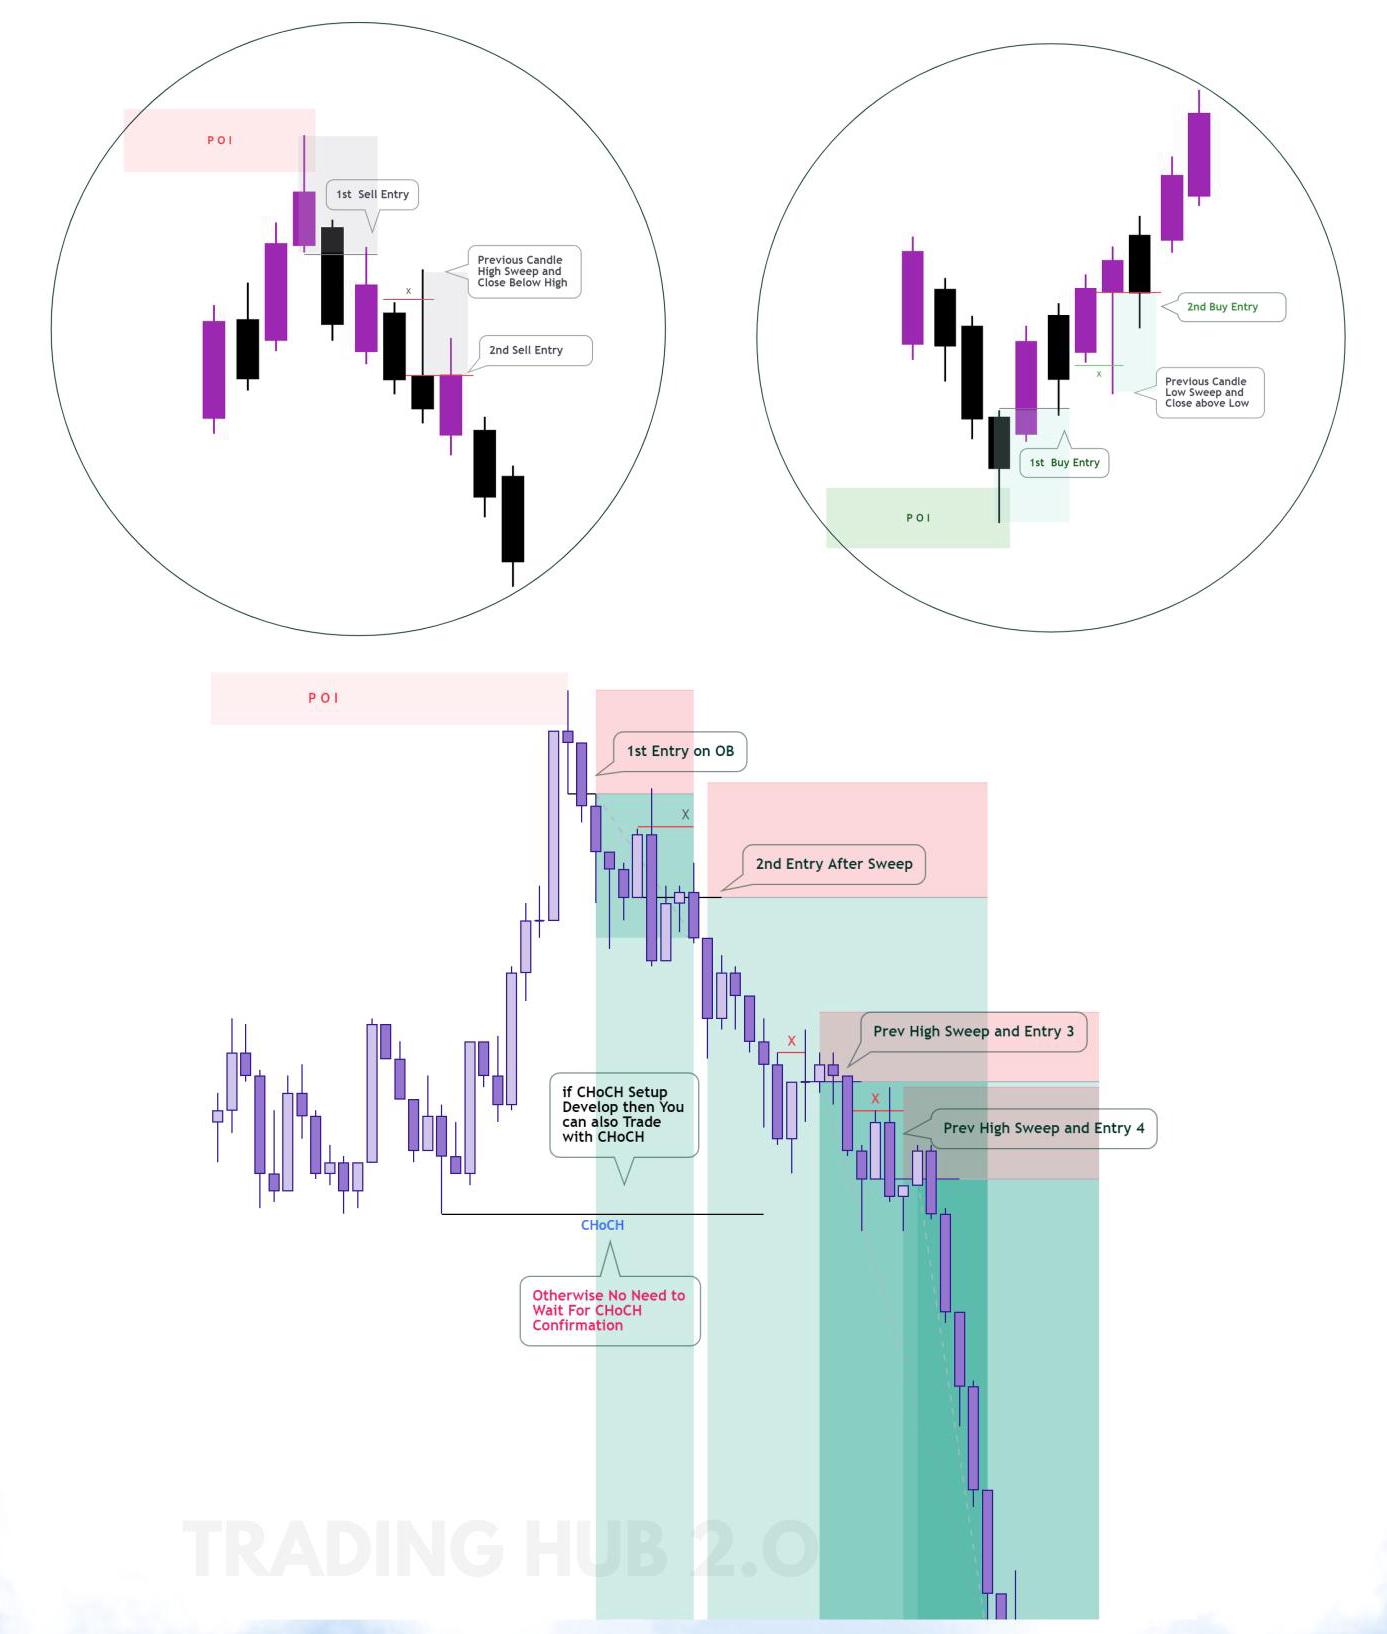 POI
1st Sell Entry
Previous Candle
High Sweep and
Close Below High
x
2nd Sell Entry
2nd Buy Entry
x
Previous Candle
Low Sweep and
Close above Low
1st Buy Entry
POI
POI
1st Entry on OB
X
2nd Entry After Sweep
Prev High Sweep and Entry 3
X
if CHoCH Setup
Develop then You
can also Trade
with CHoCH
X
Prev High Sweep and Entry 4
CHoCH
Otherwise No Need to
Wait For CHoCH
Confirmation
TRADING HUB 2.O